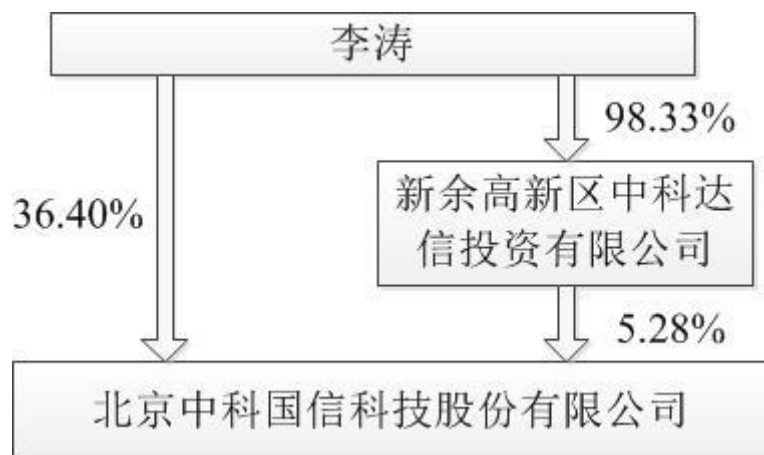 李涛
98.33%
36.40%
新余高新区中科达
信投资有限公司
5.28%
北京中科国信科技股份有限公司